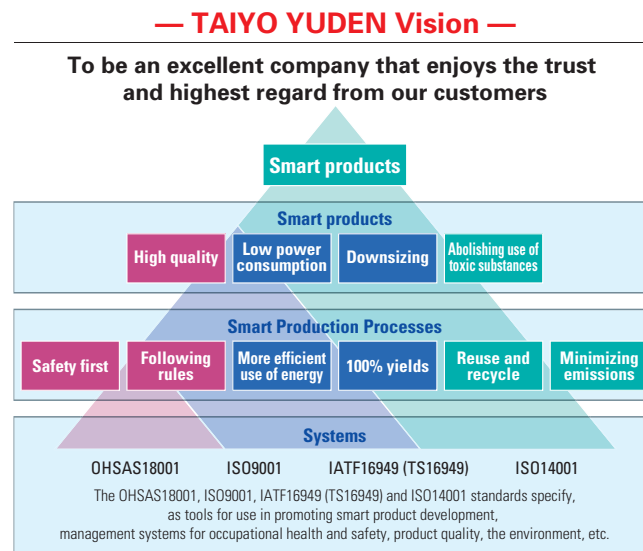 — TAIYO YUDEN Vision —
To be an excellent company that enjoys the trust
and highest regard from our customers
Smart products
Smart products
High quality
Low power
consumption
Downsizing
Abolishing use of
toxic substances
Smart Production Processes
Safety first
Following
rules
More efficient
use of energy
100% yields
Reuse and
recycle
Minimizing
emissions
Systems
OHSAS18001 ISO9001 IATF16949 (TS16949) ISO14001
The OHSAS18001, ISO9001, IATF16949 (TS16949) and ISO14001 standards specify,
as tools for use in promoting smart product development,
management systems for occupational health and safety, product quality, the environment, etc.